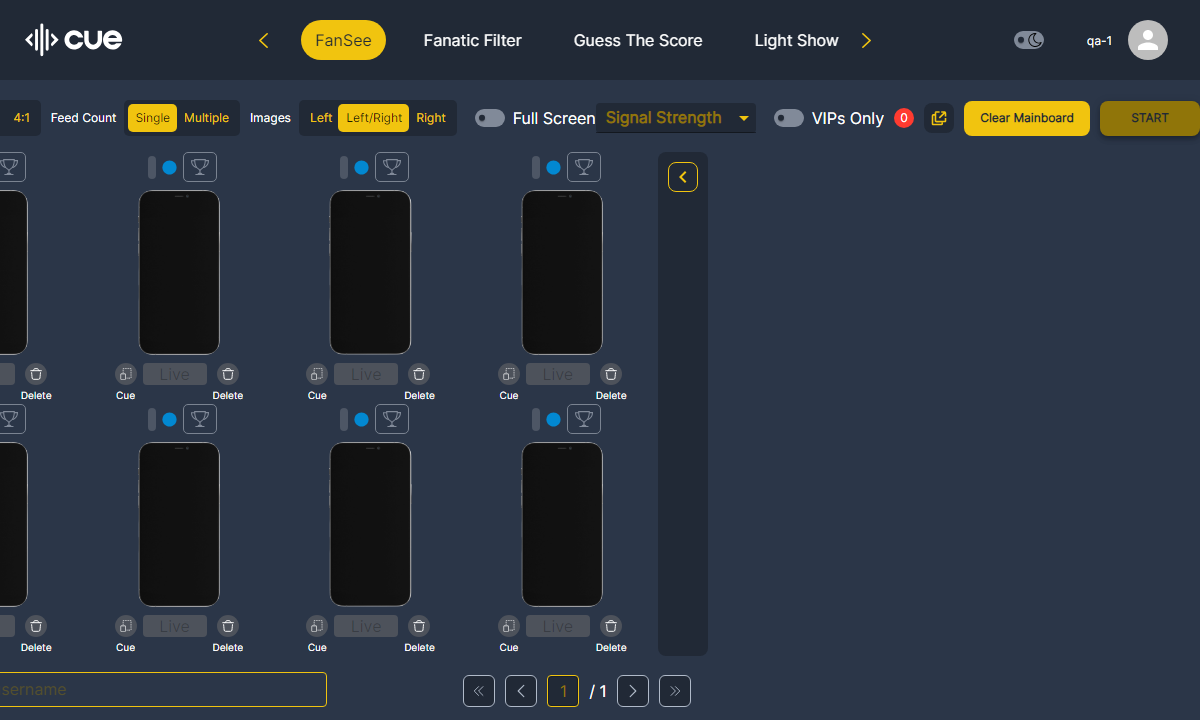 cue
FanSee
Fanatic Filter
Guess The Score
Light Show
qa-1
4:1
Feed Count
Single
Multiple
Images
Left
Left/Right
Right
Full Screen
Signal Strength
VIPs Only
0
Clear Mainboard
START
Live
Live
Live
Delete
Cue
Delete
Cue
Delete
Cue
Delete
Live
Live
Live
Delete
Cue
Delete
Cue
Delete
Cue
Delete
sername
1
/ 1